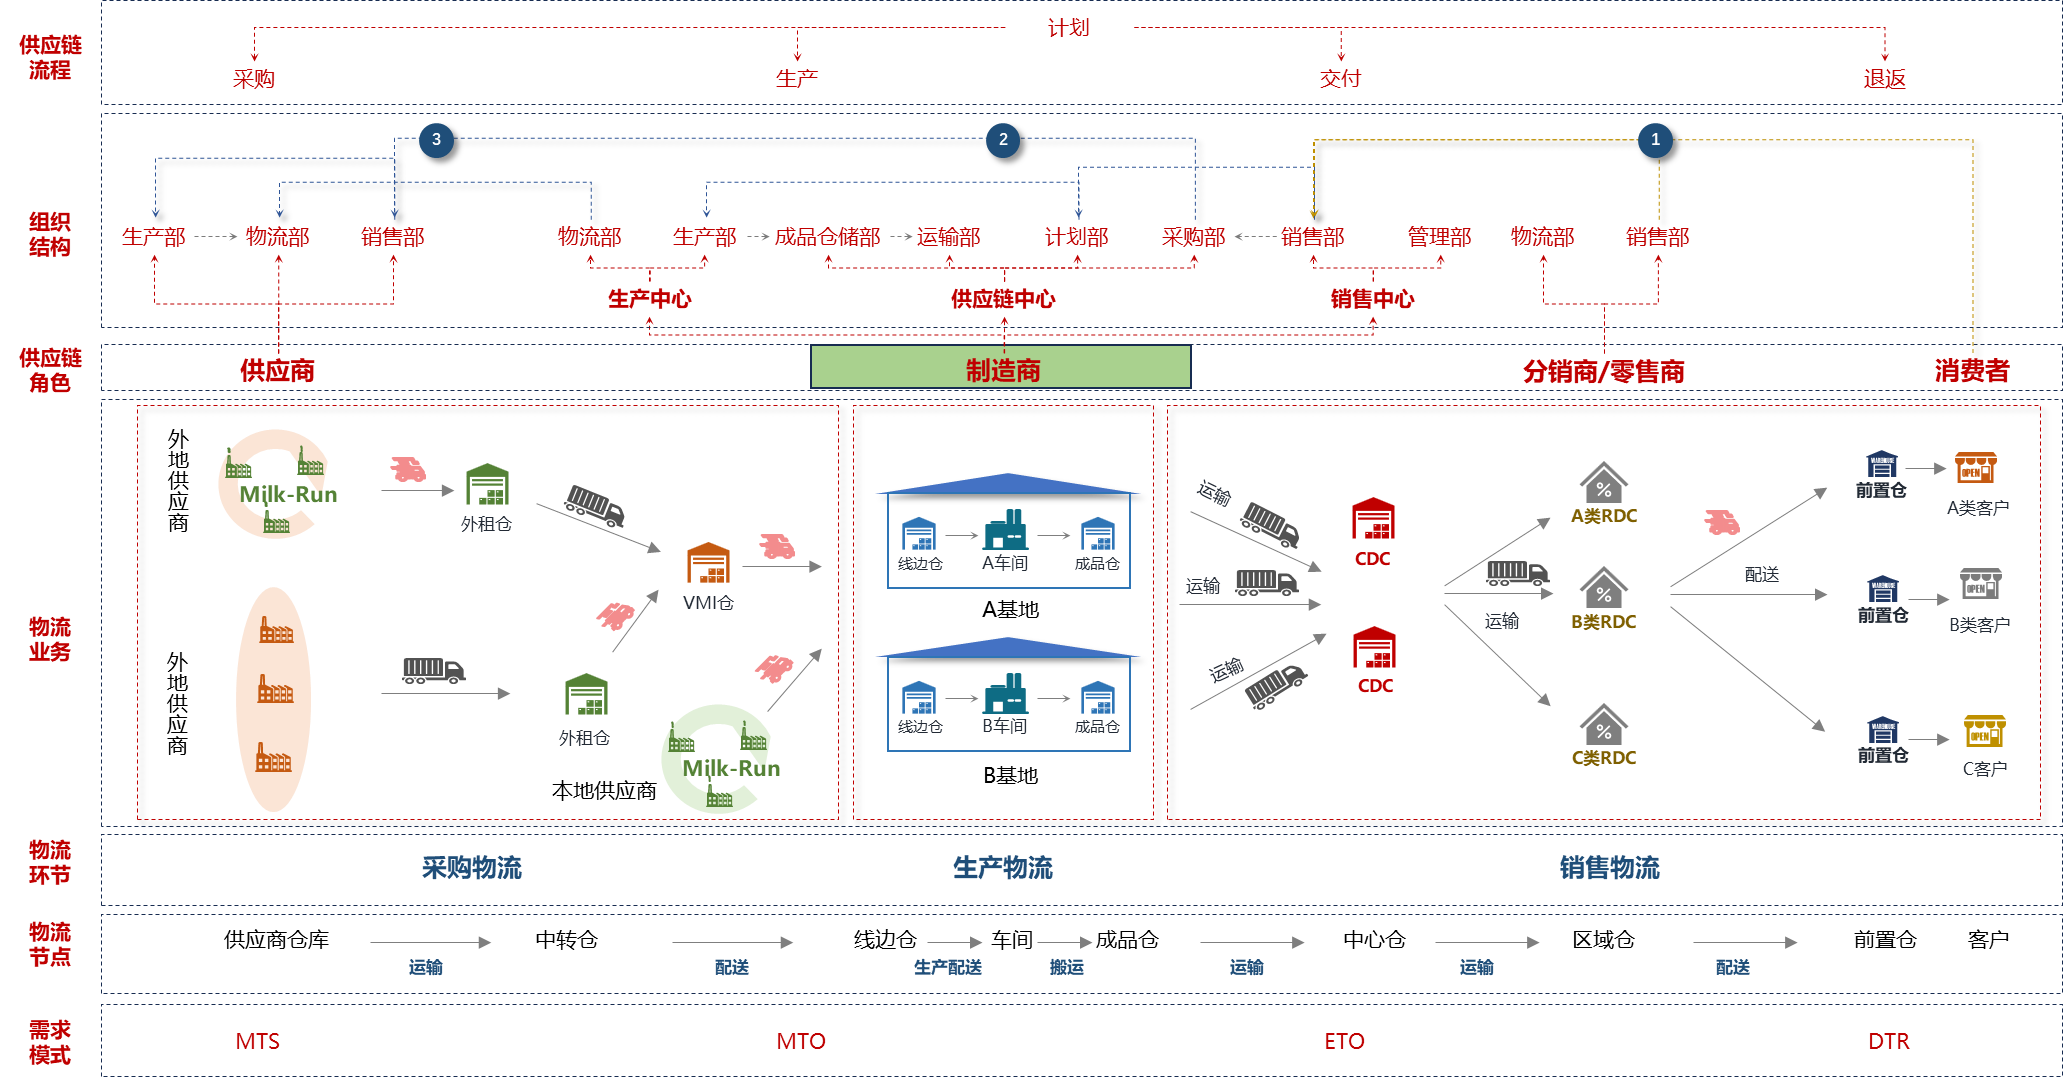 供应链
流程
计划
采购
生产
交付
退返
组织
结构
3
2
1
生产部
物流部
销售部
物流部
生产部
成品仓储部
运输部
计划部
采购部
销售部
管理部
物流部
销售部
生产中心
供应链中心
销售中心
供应链
角色
供应商
制造商
分销商/零售商
消费者
物流
业务
外地供应商
Milk-Run
外租仓
VMI仓
外地供应商
外租仓
本地供应商
Milk-Run
线边仓
A车间
成品仓
A基地
线边仓
B车间
成品仓
B基地
运输
运输
运输
CDC
CDC
运输
A类RDC
B类RDC
C类RDC
配送
WAREHOUSE
前置仓
OPEN
A类客户
WAREHOUSE
前置仓
OPEN
B类客户
WAREHOUSE
前置仓
OPEN
C客户
物流
环节
采购物流
生产物流
销售物流
物流
节点
供应商仓库
运输
中转仓
配送
线边仓
生产配送
车间
搬运
成品仓
运输
中心仓
运输
区域仓
配送
前置仓
客户
需求
模式
MTS
MTO
ETO
DTR